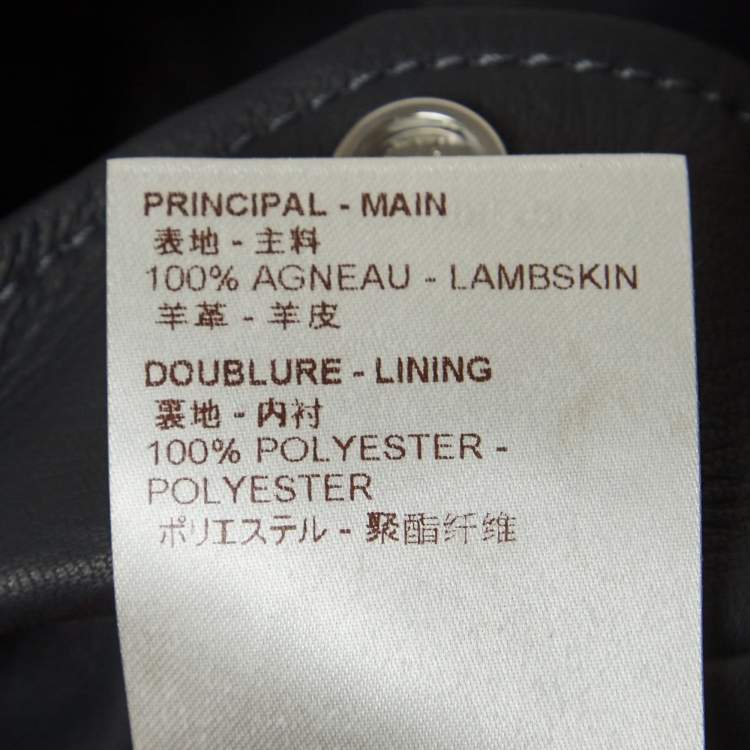 PRINCIPAL - MAIN
表地 - 主料
100% AGNEAU - LAMBSKIN
羊革 - 羊皮
DOUBLURE - LINING
裏地 - 内衬
100% POLYESTER -
POLYESTER
ポリエステル - 聚酯纤维